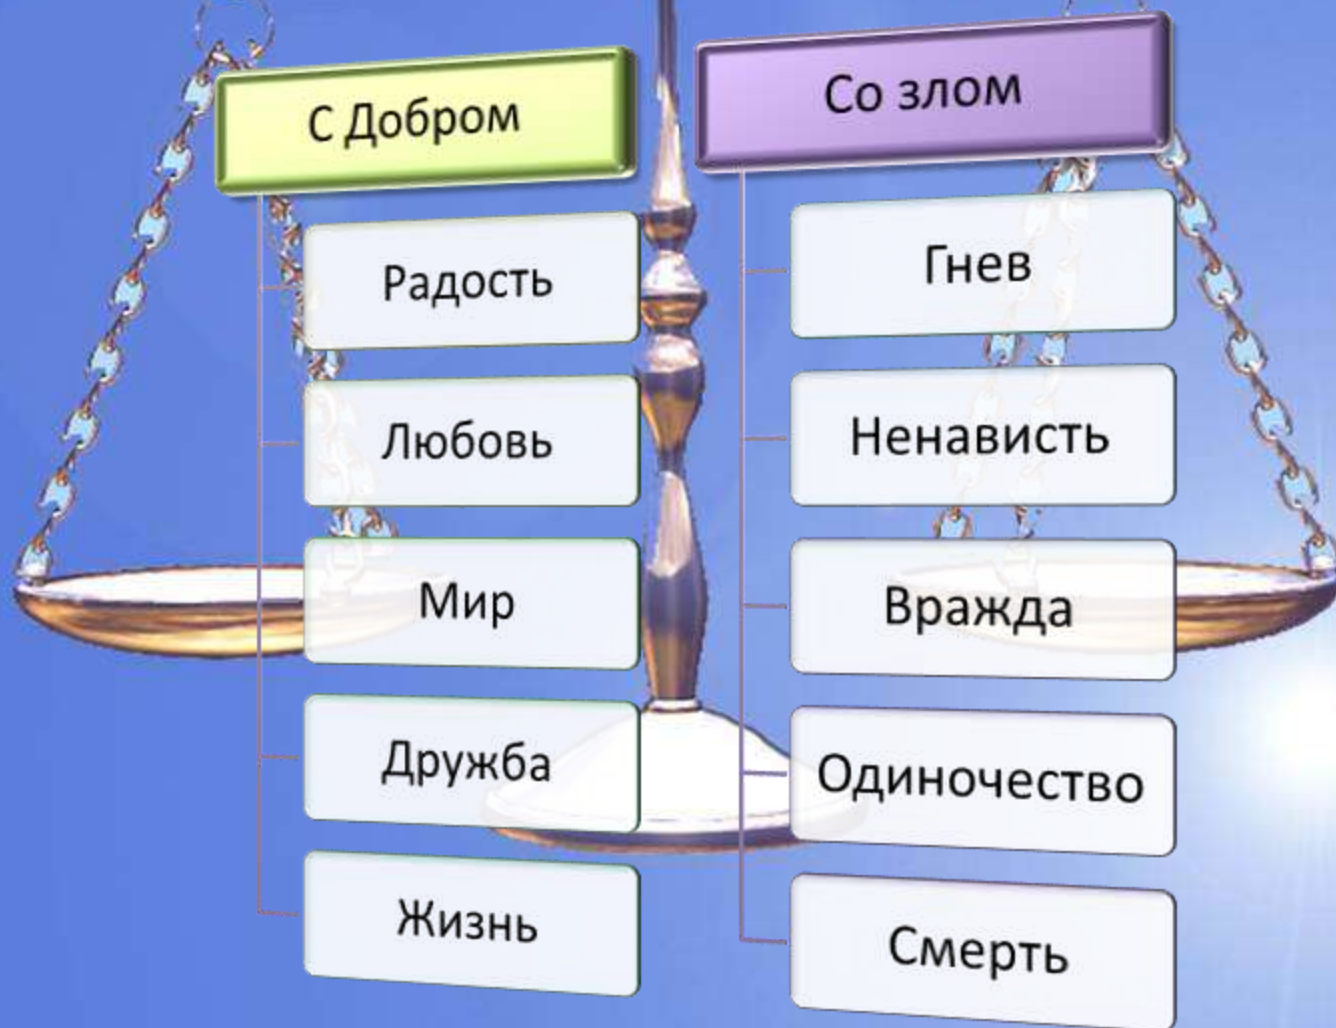 С Добром
Радость
Любовь
Мир
Дружба
Жизнь
Со злом
Гнев
Ненависть
Вражда
Одиночество
Смерть